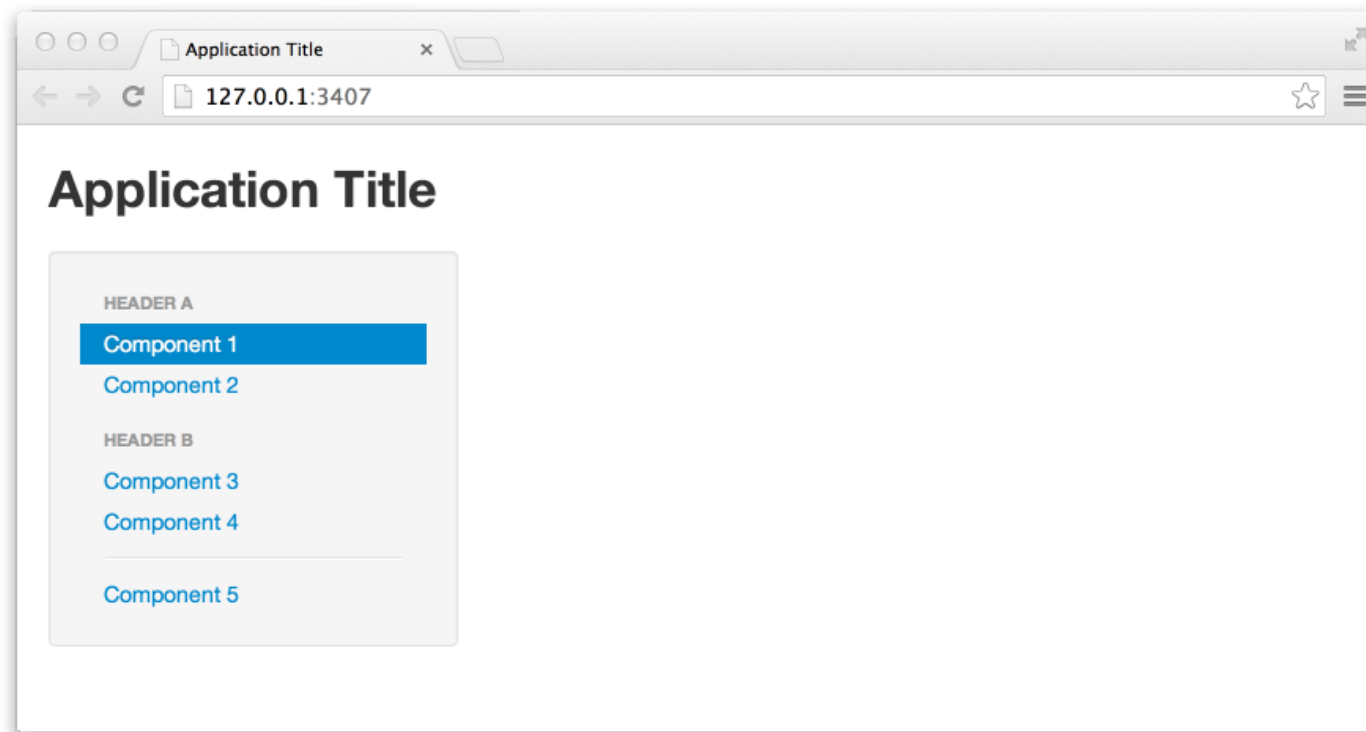 Application Title
127.0.0.1:3407
Application Title
HEADER A
Component 1
Component 2
HEADER B
Component 3
Component 4
Component 5